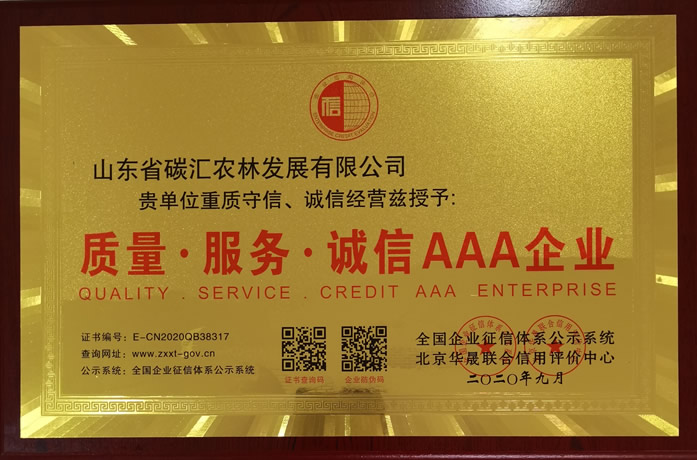 信
山东省碳汇农林发展有限公司
贵单位重质守信、诚信经营兹授予:
质量·服务·诚信AAA企业
QUALITY . SERVICE . CREDIT AAA ENTERPRISE
证书编号: E-CN2020QB38317
查询网址: www.zxxt-gov.cn
公示系统: 全国企业征信体系公示系统
证书查询码
企业防伪码
全国企业征信体系公示系统
北京华晟联合信用评价中心
二〇二〇年九月